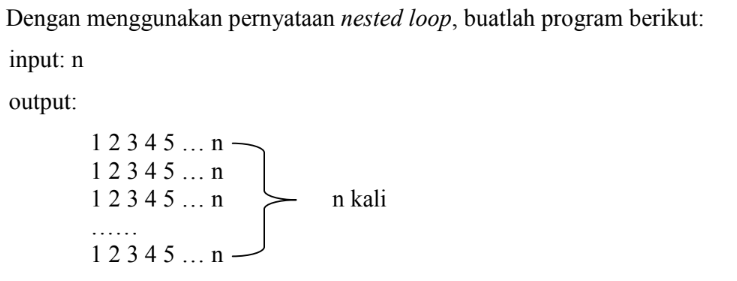 Dengan menggunakan pernyataan nested loop, buatlah program berikut:
input: n
output:
1 2 3 4 5 ... n
1 2 3 4 5 ... n
1 2 3 4 5 ... n n kali
......
1 2 3 4 5 ... n